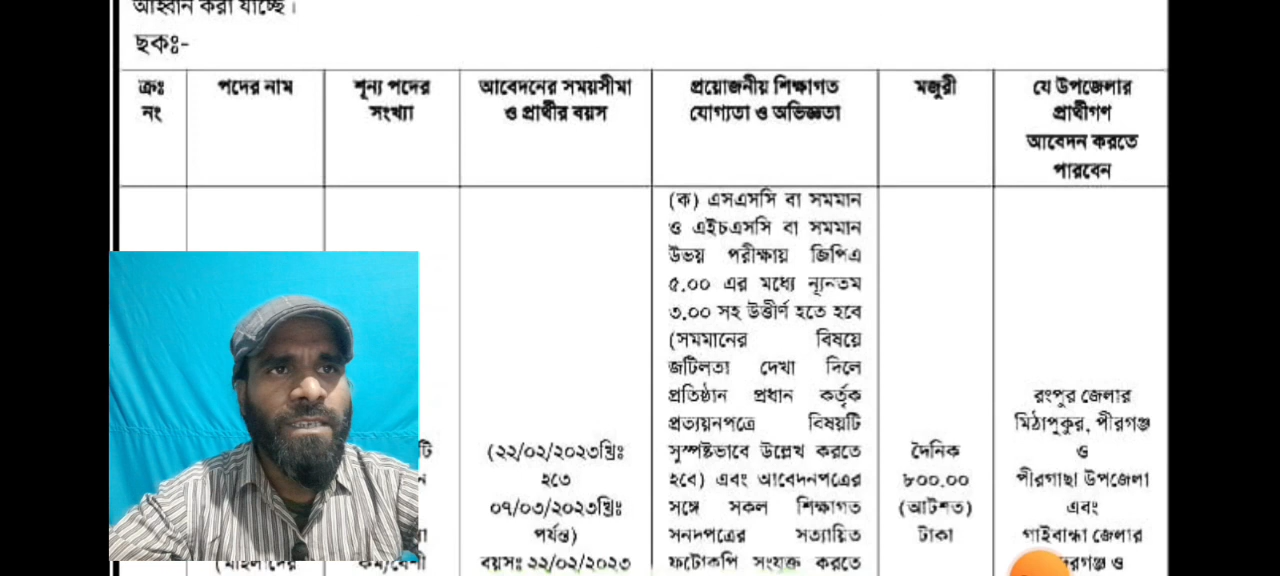 আহ্বান করা যাচ্ছে।
ছকঃ-
ক্রঃ নং
পদের নাম
শূন্য পদের
সংখ্যা
আবেদনের সময়সীমা
ও প্রার্থীর বয়স
প্রয়োজনীয় শিক্ষাগত
যোগ্যতা ও অভিজ্ঞতা
মজুরী
যে উপজেলার
প্রার্থীগণ
আবেদন করতে
পারবেন
(২২/০২/২০২৩খ্রিঃ
হতে
০৭/০৩/২০২৩খ্রিঃ
পর্যন্ত)
বয়সঃ ২২/০২/২০২৩
(ক) এসএসসি বা সমমান
ও এইচএসসি বা সমমান
উভয় পরীক্ষায় জিপিএ
৫.০০ এর মধ্যে ন্যূনতম
৩.০০ সহ উত্তীর্ণ হতে হবে
(সমমানের বিষয়ে
জটিলতা দেখা দিলে
প্রতিষ্ঠান প্রধান কর্তৃক
প্রত্যয়নপত্রে বিষয়টি
সুস্পষ্টভাবে উল্লেখ করতে
হবে) এবং আবেদনপত্রের
সঙ্গে সকল শিক্ষাগত
সনদপত্রের সত্যায়িত
ফটোকপি সংযুক্ত করতে
দৈনিক
৮০০.০০
(আটশত)
টাকা
রংপুর জেলার
মিঠাপুকুর, পীরগঞ্জ
ও
পীরগাছা উপজেলা
এবং
গাইবান্ধা জেলার